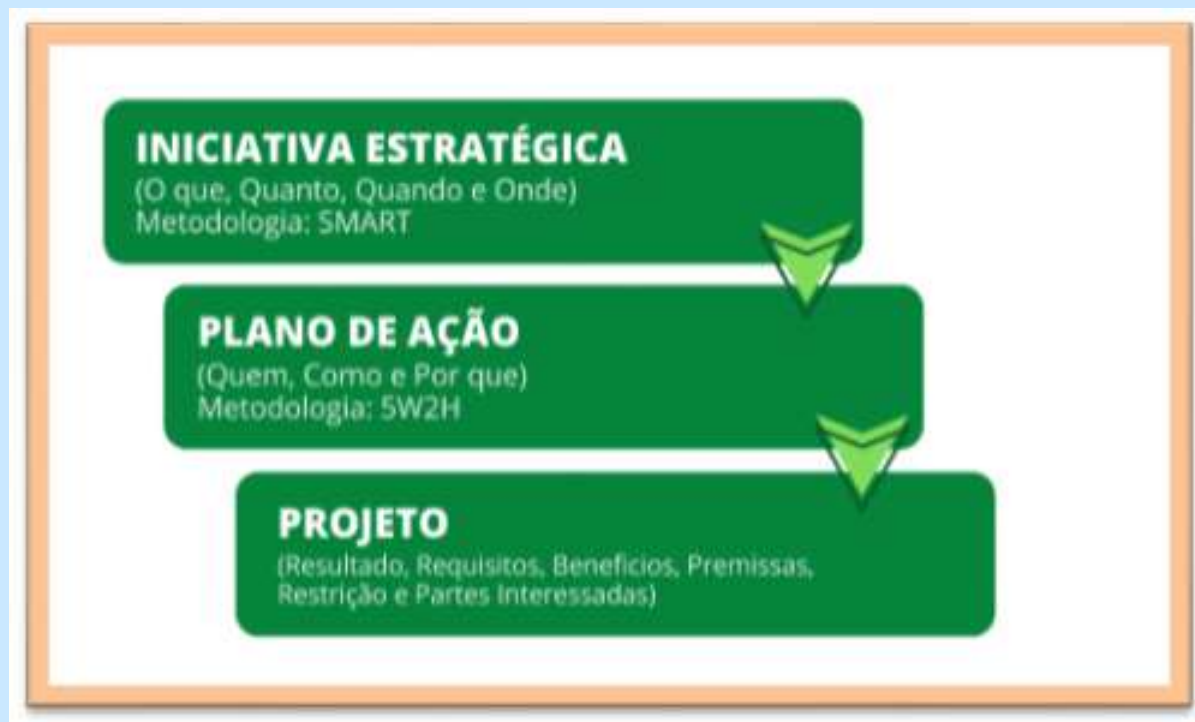 INICIATIVA ESTRATÉGICA
(O que, Quanto, Quando e Onde)
Metodologia: SMART
PLANO DE AÇÃO
(Quem, Como e Por que)
Metodologia: 5W2H
PROJETO
(Resultado, Requisitos, Beneficios, Premissas,
Restrição e Partes Interessadas)